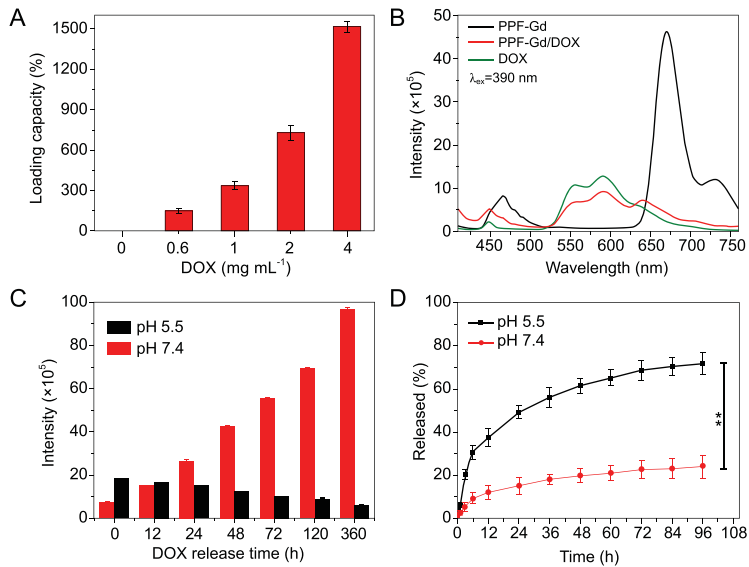 A
Loading capacity (%)
1500
1200
900
600
300
0
0 0.6 1 2 4
DOX (mg mL⁻¹)
B
Intensity (×10⁵)
50
40
30
20
10
0
PPF-Gd
PPF-Gd/DOX
DOX
λex=390 nm
450 500 550 600 650 700 750
Wavelength (nm)
C
Intensity (×10⁵)
100
80
60
40
20
0
pH 5.5
pH 7.4
0 12 24 48 72 120 360
DOX release time (h)
D
Released (%)
100
80
60
40
20
0
pH 5.5
pH 7.4
**
0 12 24 36 48 60 72 84 96 108
Time (h)